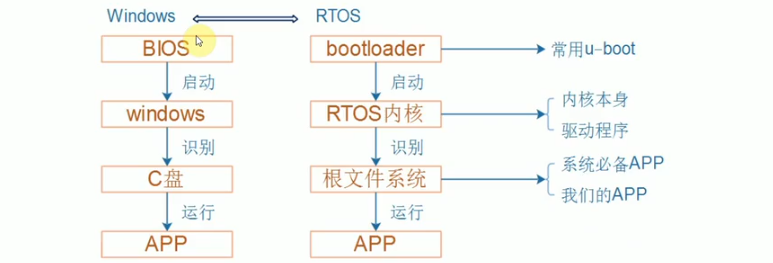 Windows RTOS
BIOS bootloader 常用u-boot
启动 启动
windows RTOS内核 内核本身
驱动程序
识别 识别
C盘 根文件系统 系统必备APP
我们的APP
运行 运行
APP APP